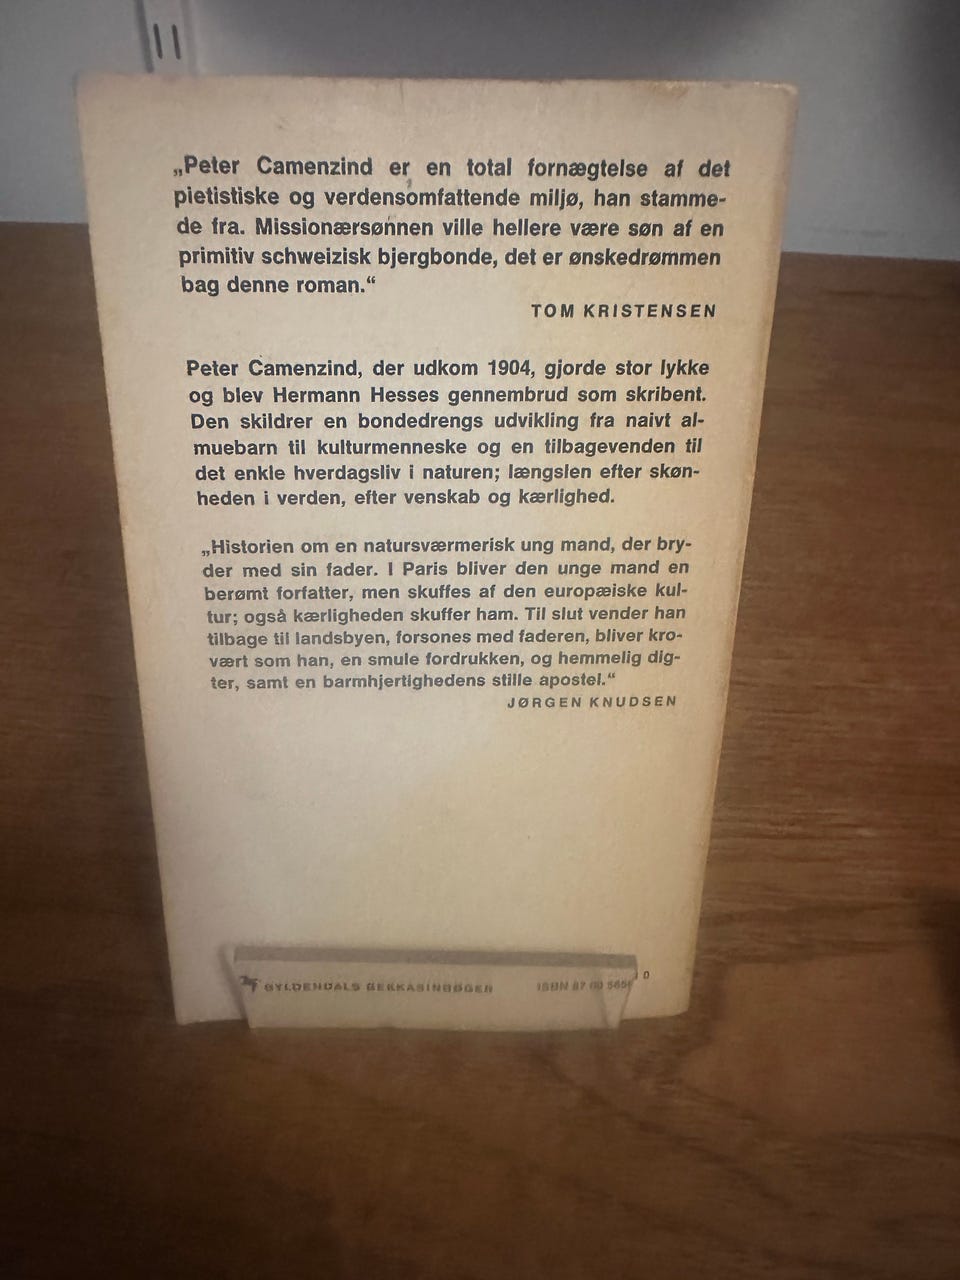 „Peter Camenzind er en total fornægtelse af det
pietistiske og verdensomfattende miljø, han stamme-
de fra. Missionærsønnen ville hellere være søn af en
primitiv schweizisk bjergbonde, det er ønskedrømmen
bag denne roman.“
TOM KRISTENSEN
Peter Camenzind, der udkom 1904, gjorde stor lykke
og blev Hermann Hesses gennembrud som skribent.
Den skildrer en bondedrengs udvikling fra naivt al-
muebarn til kulturmenneske og en tilbagevenden til
det enkle hverdagsliv i naturen; længslen efter skøn-
heden i verden, efter venskab og kærlighed.
„Historien om en natursværmerisk ung mand, der bry-
der med sin fader. I Paris bliver den unge mand en
berømt forfatter, men skuffes af den europæiske kul-
tur; også kærligheden skuffer ham. Til slut vender han
tilbage til landsbyen, forsones med faderen, bliver kro-
vært som han, en smule fordrukken, og hemmelig dig-
ter, samt en barmhjertighedens stille apostel.“
JØRGEN KNUDSEN
GYLDENDALS BEKKASINBØGER ISBN 87 00